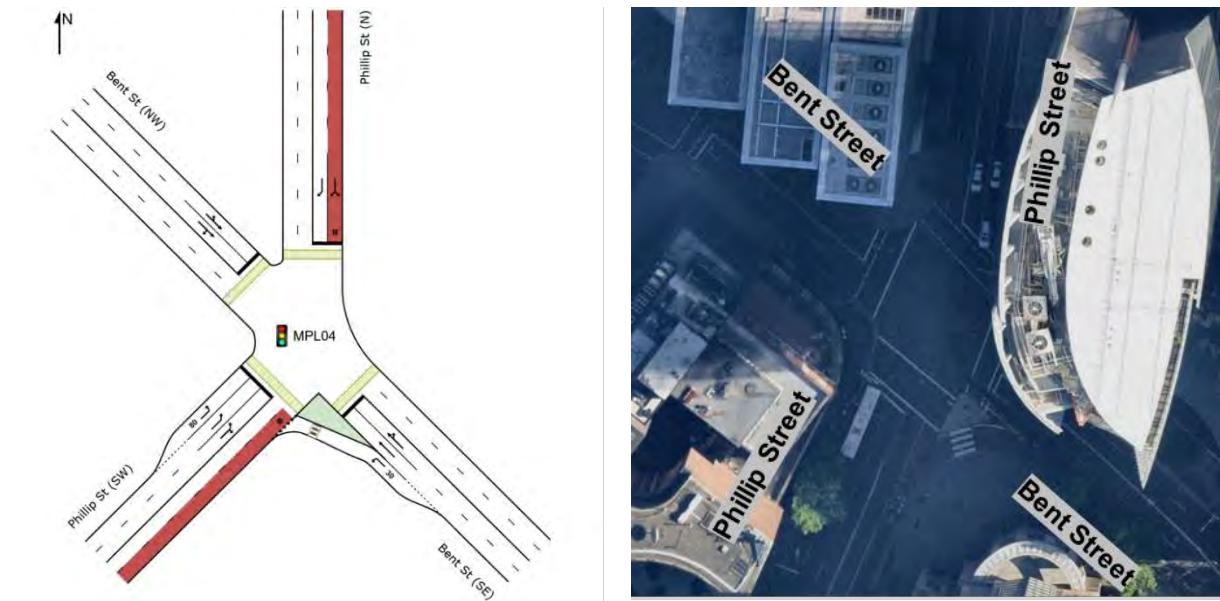 N
Phillip St (N)
Bent St (NW)
MPL04
80
30
Phillip St (SW)
Bent St (SE)
Bent Street
Phillip Street
Phillip Street
Bent Street